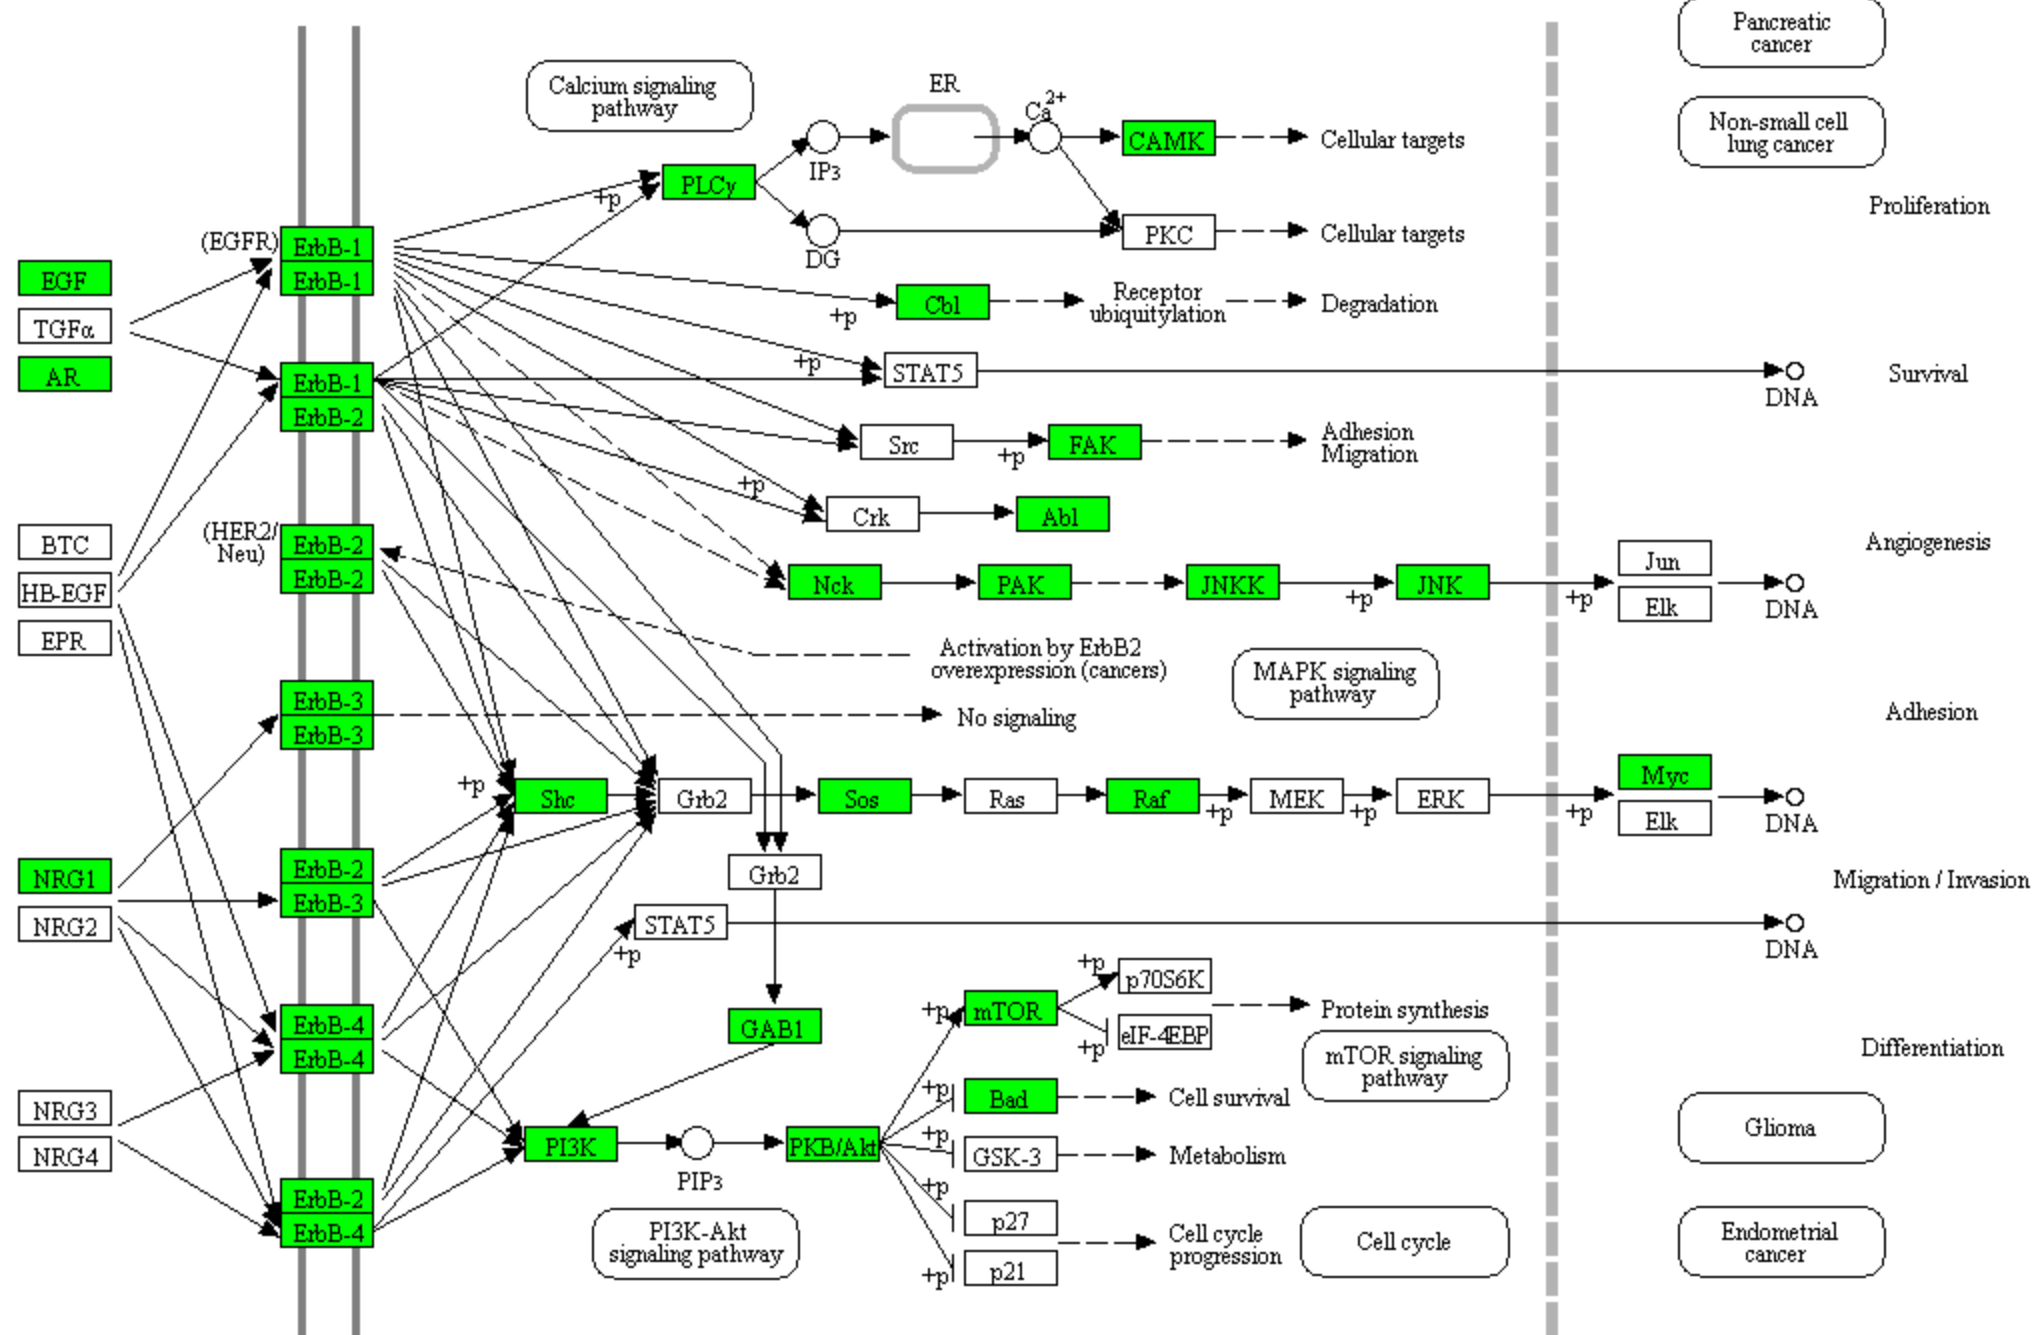 Pancreatic
cancer
Calcium signaling
pathway
ER
Ca2+
CAMK
Cellular targets
Non-small cell
lung cancer
IP3
PLCγ
+p
Proliferation
(EGFR)
ErbB-1
ErbB-1
DG
PKC
Cellular targets
EGF
TGFα
AR
Cbl
+p
Receptor
ubiquitylation
Degradation
ErbB-1
ErbB-2
+p
STAT5
DNA
Survival
Src
+p
FAK
Adhesion
Migration
+p
Crk
Abl
BTC
HB-EGF
EPR
(HER2/
Neu)
ErbB-2
ErbB-2
Nck
PAK
JNKK
+p
JNK
+p
Jun
Elk
DNA
Angiogenesis
Activation by ErbB2
overexpression (cancers)
MAPK signaling
pathway
ErbB-3
ErbB-3
No signaling
Adhesion
+p
Shc
Grb2
Sos
Ras
Raf
+p
MEK
+p
ERK
+p
Myc
Elk
DNA
NRG1
NRG2
ErbB-2
ErbB-3
Grb2
Migration / Invasion
STAT5
+p
DNA
ErbB-4
ErbB-4
GAB1
+p
mTOR
+p
p70S6K
+p
eIF-4EBP
Protein synthesis
mTOR signaling
pathway
Differentiation
NRG3
NRG4
+p
Bad
Cell survival
PI3K
PIP3
PKB/Akt
+p
GSK-3
Metabolism
Glioma
ErbB-2
ErbB-4
PI3K-Akt
signaling pathway
+p
p27
+p
p21
Cell cycle
progression
Cell cycle
Endometrial
cancer